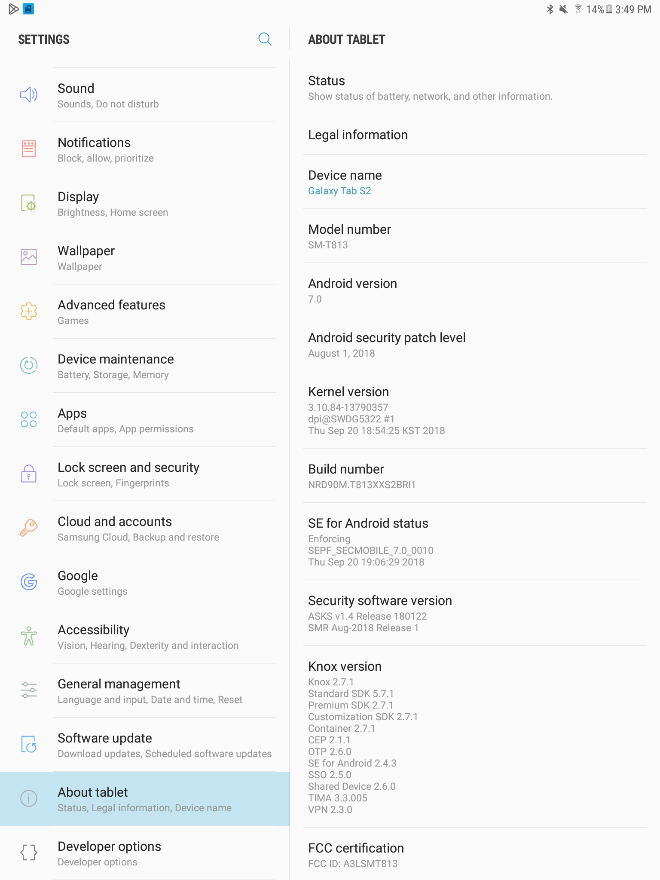 14% 3:49 PM
SETTINGS
Sound
Sounds, Do not disturb
Notifications
Block, allow, prioritize
Display
Brightness, Home screen
Wallpaper
Wallpaper
Advanced features
Games
Device maintenance
Battery, Storage, Memory
Apps
Default apps, App permissions
Lock screen and security
Lock screen, Fingerprints
Cloud and accounts
Samsung Cloud, Backup and restore
Google
Google settings
Accessibility
Vision, Hearing, Dexterity and interaction
General management
Language and input, Date and time, Reset
Software update
Download updates, Scheduled software updates
About tablet
Status, Legal information, Device name
Developer options
Developer options
ABOUT TABLET
Status
Show status of battery, network, and other information.
Legal information
Device name
Galaxy Tab S2
Model number
SM-T813
Android version
7.0
Android security patch level
August 1, 2018
Kernel version
3.10.84-13790357
dpi@SWDG5322 #1
Thu Sep 20 18:54:25 KST 2018
Build number
NRD90M.T813XXS2BRI1
SE for Android status
Enforcing
SEPF_SECMOBILE_7.0_0010
Thu Sep 20 19:06:29 2018
Security software version
ASKS v1.4 Release 180122
SMR Aug-2018 Release 1
Knox version
Knox 2.7.1
Standard SDK 5.7.1
Premium SDK 2.7.1
Customization SDK 2.7.1
Container 2.7.1
CEP 2.1.1
OTP 2.6.0
SE for Android 2.4.3
SSO 2.5.0
Shared Device 2.6.0
TIMA 3.3.005
VPN 2.3.0
FCC certification
FCC ID: A3LSMT813